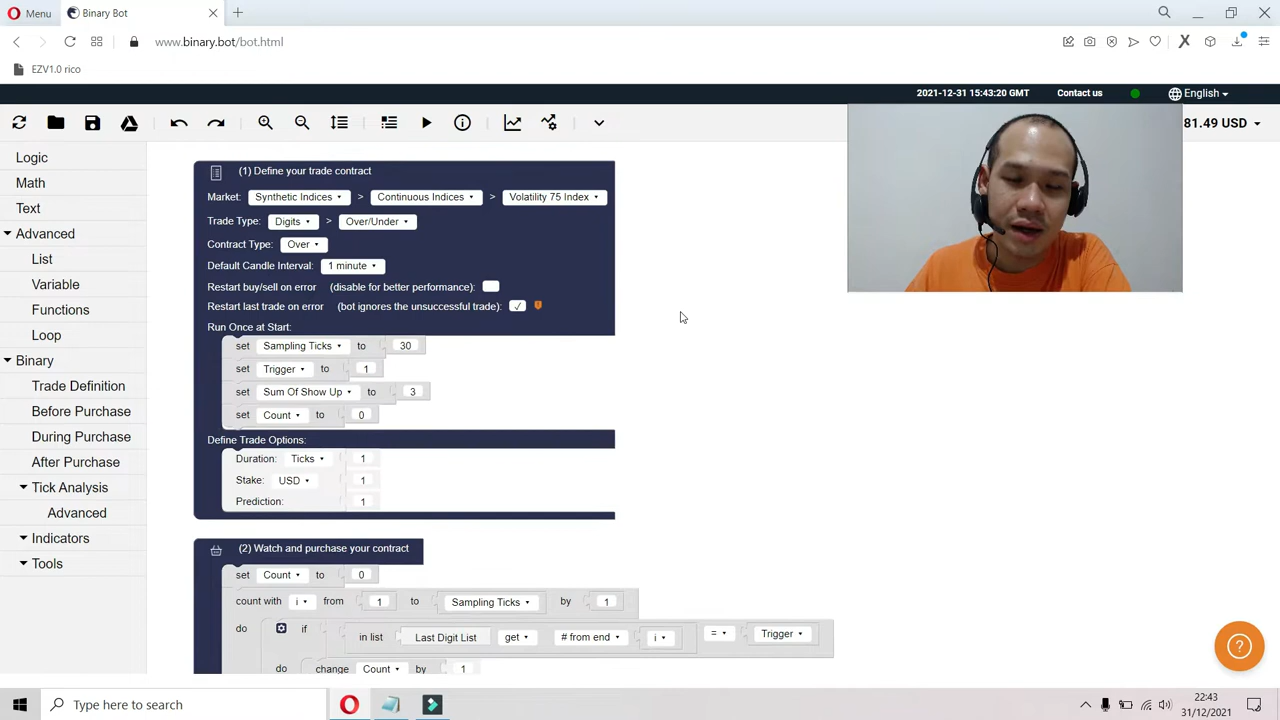 Menu
Binary Bot
www.binary.bot/bot.html
EZV1.0 rico
2021-12-31 15:43:20 GMT
Contact us
English
81.49 USD
Logic
Math
Text
Advanced
List
Variable
Functions
Loop
Binary
Trade Definition
Before Purchase
During Purchase
After Purchase
Tick Analysis
Advanced
Indicators
Tools
(1) Define your trade contract
Market: Synthetic Indices > Continuous Indices > Volatility 75 Index
Trade Type: Digits > Over/Under
Contract Type: Over
Default Candle Interval: 1 minute
Restart buy/sell on error (disable for better performance):
Restart last trade on error (bot ignores the unsuccessful trade): ✓
Run Once at Start:
set Sampling Ticks to 30
set Trigger to 1
set Sum Of Show Up to 3
set Count to 0
Define Trade Options:
Duration: Ticks 1
Stake: USD 1
Prediction: 1
(2) Watch and purchase your contract
set Count to 0
count with i from 1 to Sampling Ticks by 1
do if in list Last Digit List get # from end i = Trigger
do change Count by 1
Type here to search
22:43
31/12/2021